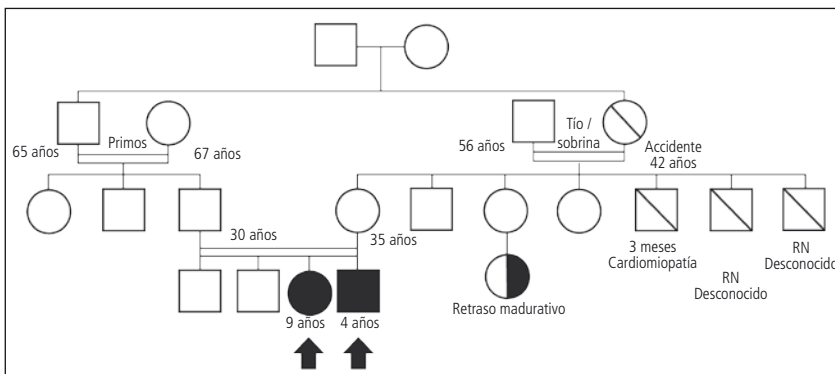 Primos
65 años
67 años
56 años
Tío /
sobrina
Accidente
42 años
30 años
35 años
3 meses
Cardiomiopatía
RN
Desconocido
RN
Desconocido
Retraso madurativo
9 años
4 años